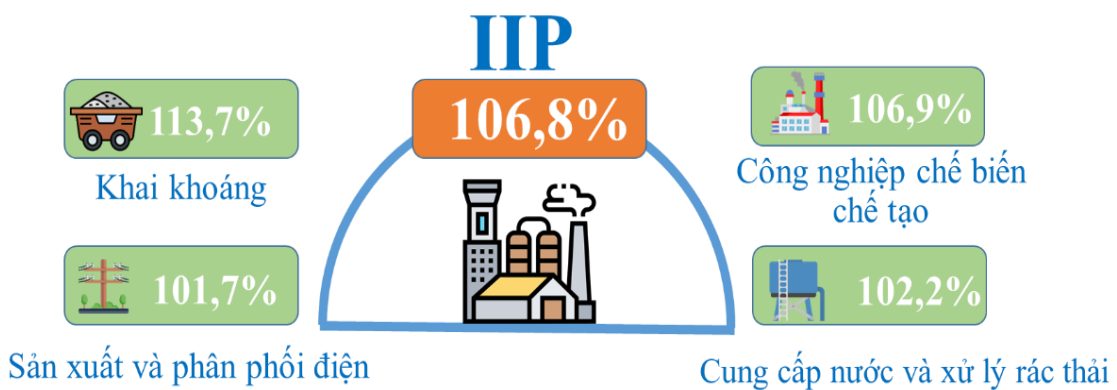 IIP
113,7%
106,8%
106,9%
Khai khoáng
Công nghiệp chế biến
chế tạo
101,7%
102,2%
Sản xuất và phân phối điện
Cung cấp nước và xử lý rác thải